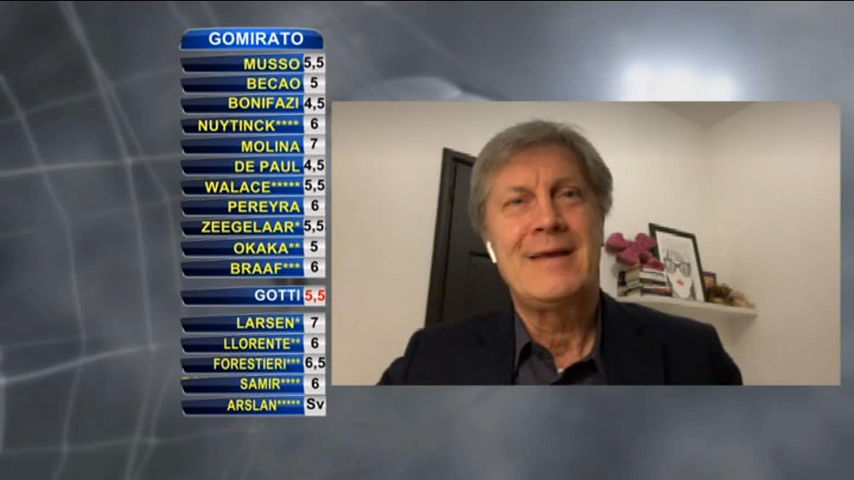 GOMIRATO
MUSSO 5,5
BECAO 5
BONIFAZI 4,5
NUYTINCK**** 6
MOLINA 7
DE PAUL 4,5
WALACE***** 5,5
PEREYRA 6
ZEEGELAAR* 5,5
OKAKA** 5
BRAAF*** 6
GOTTI 5,5
LARSEN* 7
LLORENTE** 6
FORESTIERI*** 6,5
SAMIR**** 6
ARSLAN***** Sv